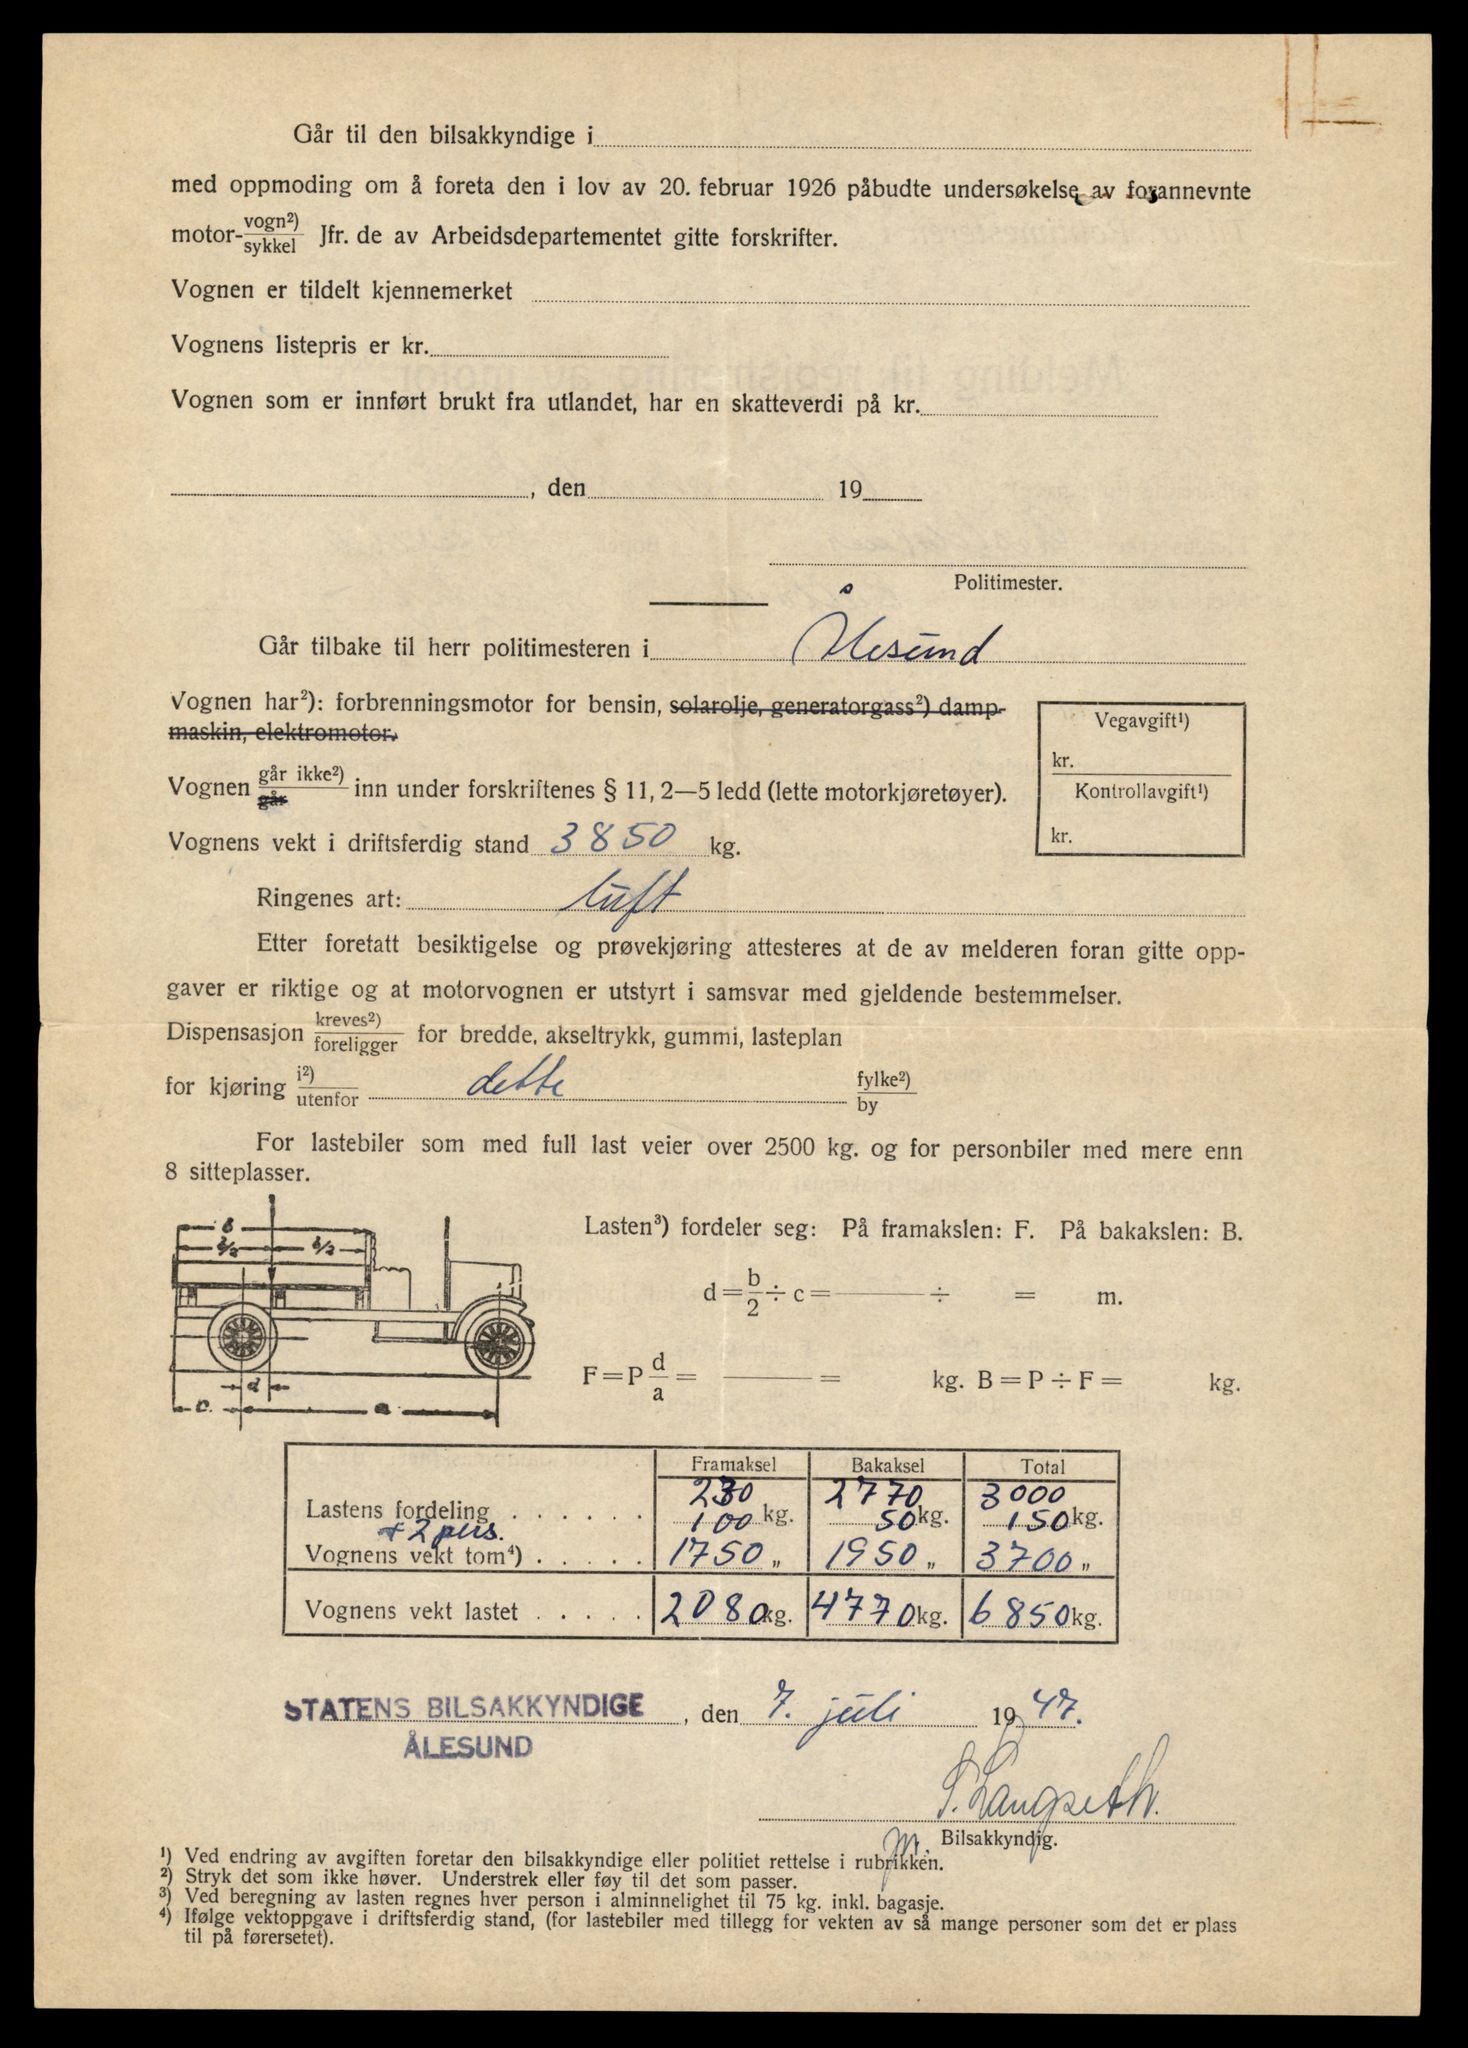 Går til den bilsakkyndige i
med oppmoding om å foreta den i lov av 20. februar 1926 påbudte undersøkelse av forannevnte
motor-vogn²)/sykkel Jfr. de av Arbeidsdepartementet gitte forskrifter.
Vognen er tildelt kjennemerket
Vognens listepris er kr.
Vognen som er innført brukt fra utlandet, har en skatteverdi på kr.
, den 19
Politimester.
Går tilbake til herr politimesteren i Ålesund
Vognen har²): forbrenningsmotor for bensin, solarolje, generatorgass²) damp-
maskin, elektromotor.
Vegavgift¹)
kr.
Kontrollavgift¹)
kr.
Vognen går ikke²)/går inn under forskriftenes § 11, 2—5 ledd (lette motorkjøretøyer).
Vognens vekt i driftsferdig stand 3850 kg.
Ringenes art: luft
Etter foretatt besiktigelse og prøvekjøring attesteres at de av melderen foran gitte opp-
gaver er riktige og at motorvognen er utstyrt i samsvar med gjeldende bestemmelser.
Dispensasjon kreves²)/foreligger for bredde, akseltrykk, gummi, lasteplan
for kjøring i²)/utenfor dette fylke²)/by
For lastebiler som med full last veier over 2500 kg. og for personbiler med mere enn
8 sitteplasser.
b
b/2 b/2
d
c a
Lasten³) fordeler seg: På framakslen: F. På bakakslen: B.
d = b/2 ÷ c = ——— ÷ = m.
F = P d/a = ——— = kg. B = P ÷ F = kg.
Framaksel Bakaksel Total
230 2770 3000
Lastens fordeling . . . . . . 100 kg. 50 kg. 150 kg.
+ 2 pers.
Vognens vekt tom⁴) . . . . . 1750 „ 1950 „ 3700 „
Vognens vekt lastet . . . . . 2080 kg. 4770 kg. 6850 kg.
STATENS BILSAKKYNDIGE, den 7. juli 1947.
ÅLESUND
S. Langseth.
Bilsakkyndig.
¹) Ved endring av avgiften foretar den bilsakkyndige eller politiet rettelse i rubrikken.
²) Stryk det som ikke høver. Understrek eller føy til det som passer.
³) Ved beregning av lasten regnes hver person i alminnelighet til 75 kg. inkl. bagasje.
⁴) Ifølge vektoppgave i driftsferdig stand, (for lastebiler med tillegg for vekten av så mange personer som det er plass
til på førersetet).